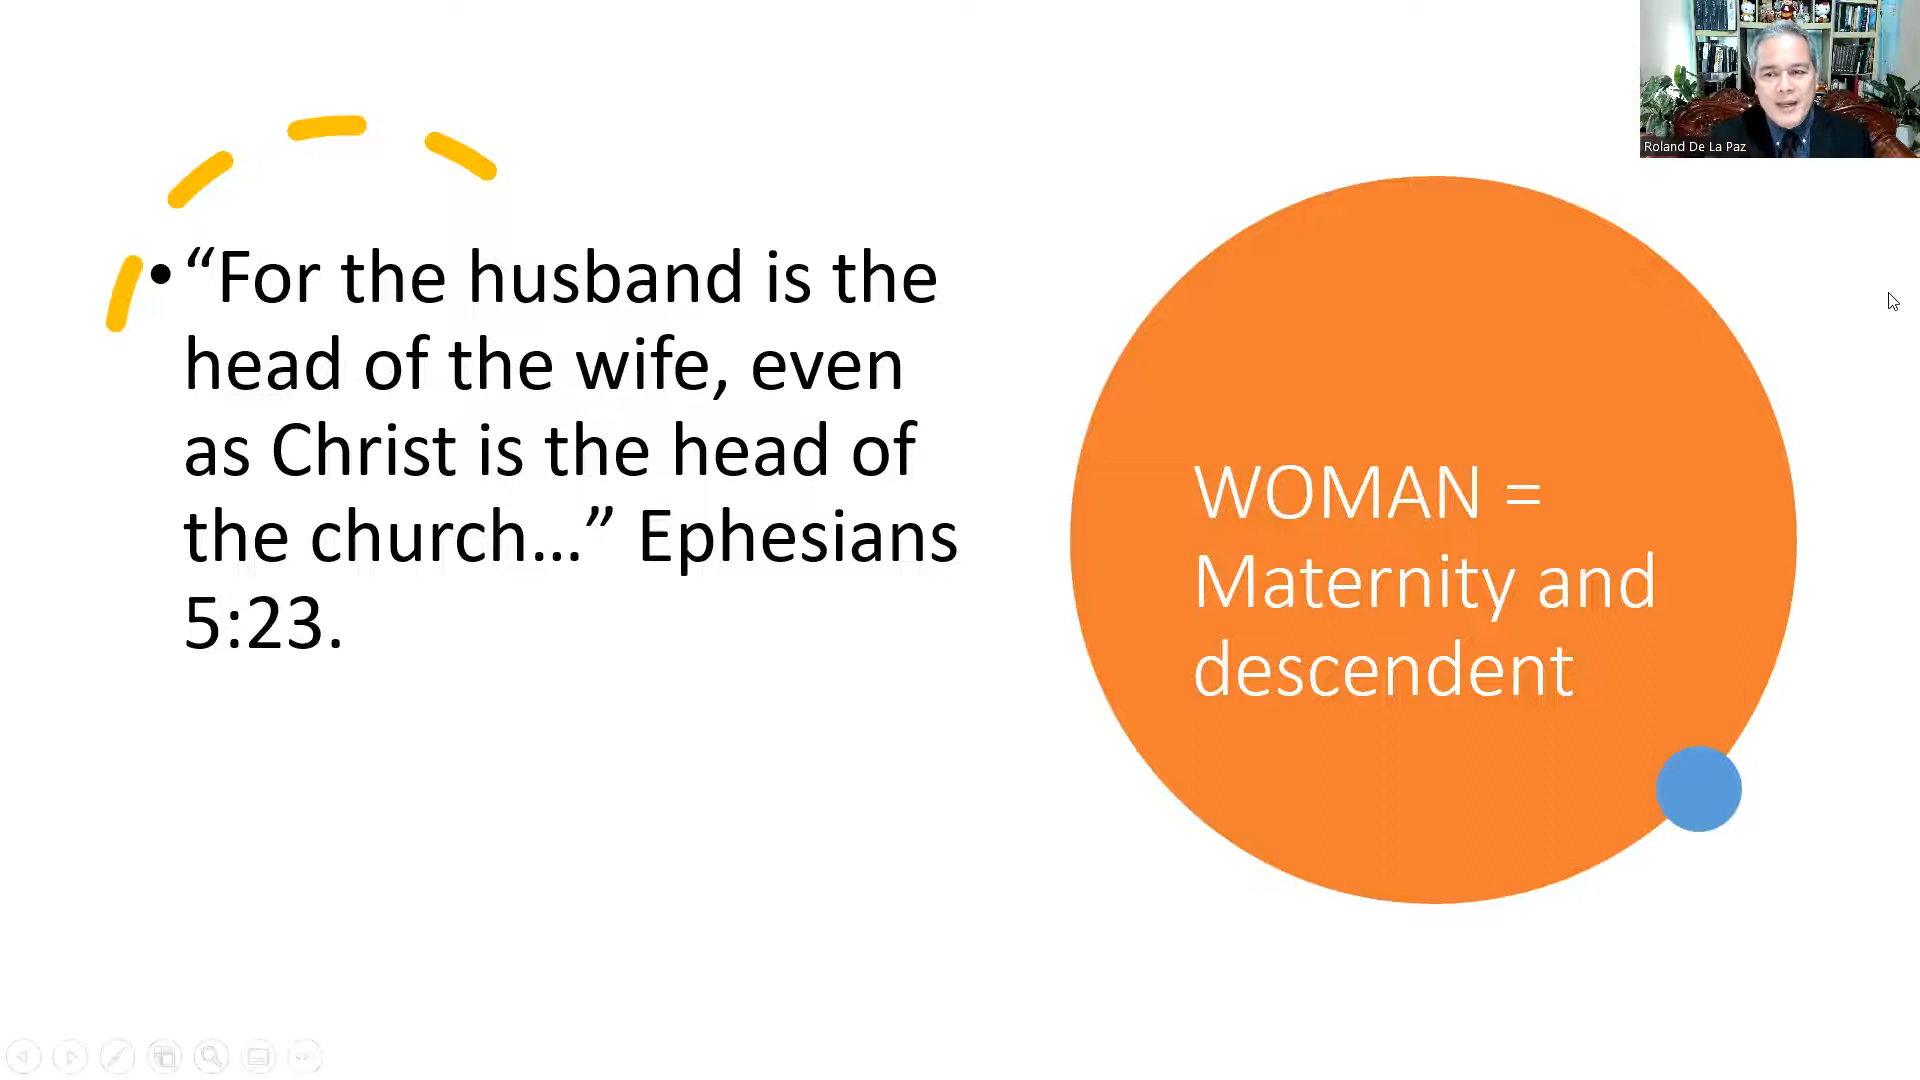 Roland De La Paz
• “For the husband is the
head of the wife, even
as Christ is the head of
the church...” Ephesians
5:23.
WOMAN =
Maternity and
descendent